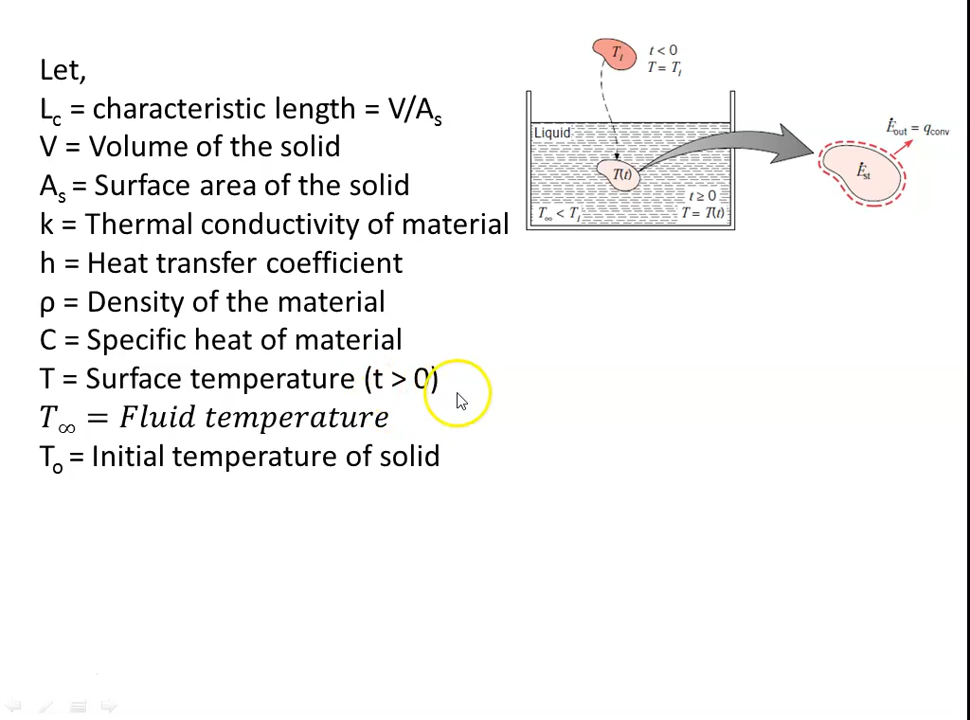 Let,
Lc = characteristic length = V/As
V = Volume of the solid
As = Surface area of the solid
k = Thermal conductivity of material
h = Heat transfer coefficient
ρ = Density of the material
C = Specific heat of material
T = Surface temperature (t > 0)
T∞ = Fluid temperature
To = Initial temperature of solid
Ti
t < 0
T = Ti
Liquid
T(t)
T∞ < Ti
t ≥ 0
T = T(t)
Ėout = qconv
Ėst